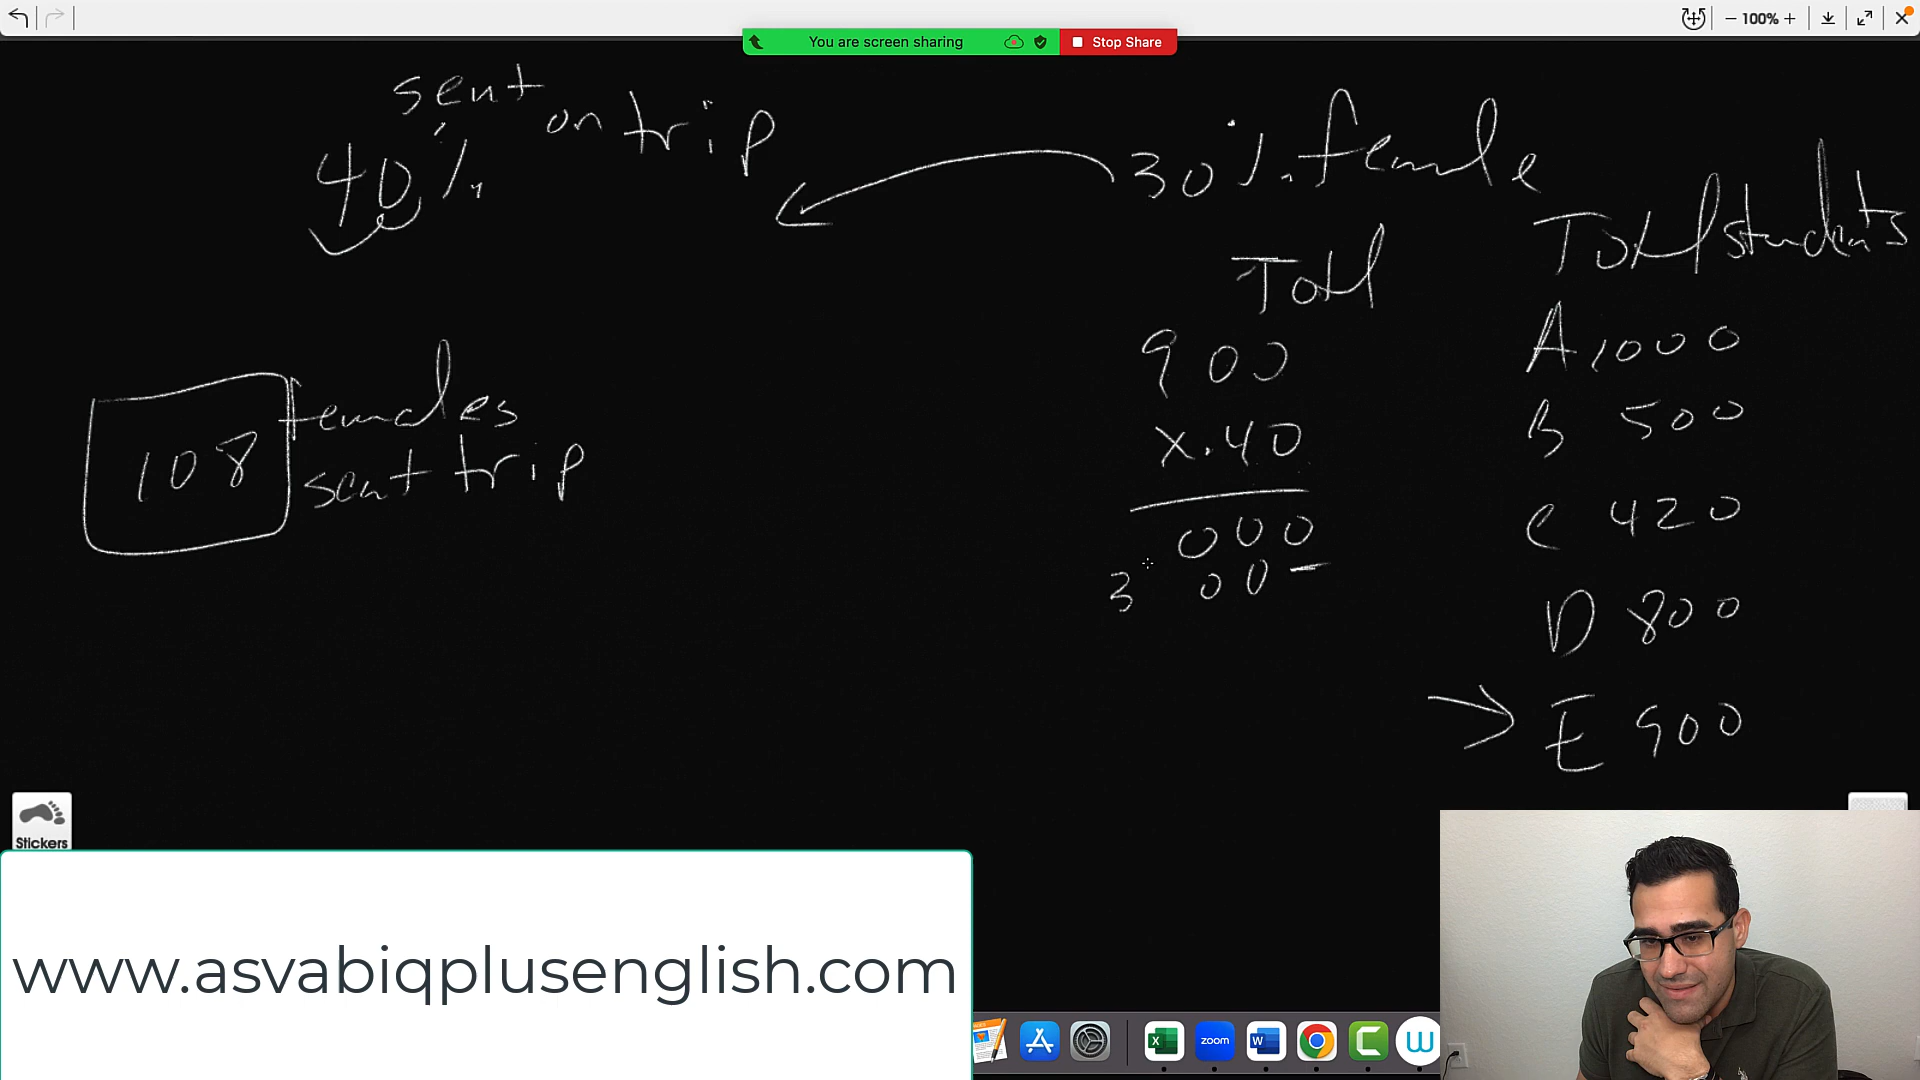 100%
You are screen sharing
Stop Share
sent
on trip
40%
30% female
Total students
Total
900
x.40
000
3 00
A 1000
B 500
C 420
D 800
E 900
108
females
sent trip
Stickers
www.asvabiqplusenglish.com
zoom